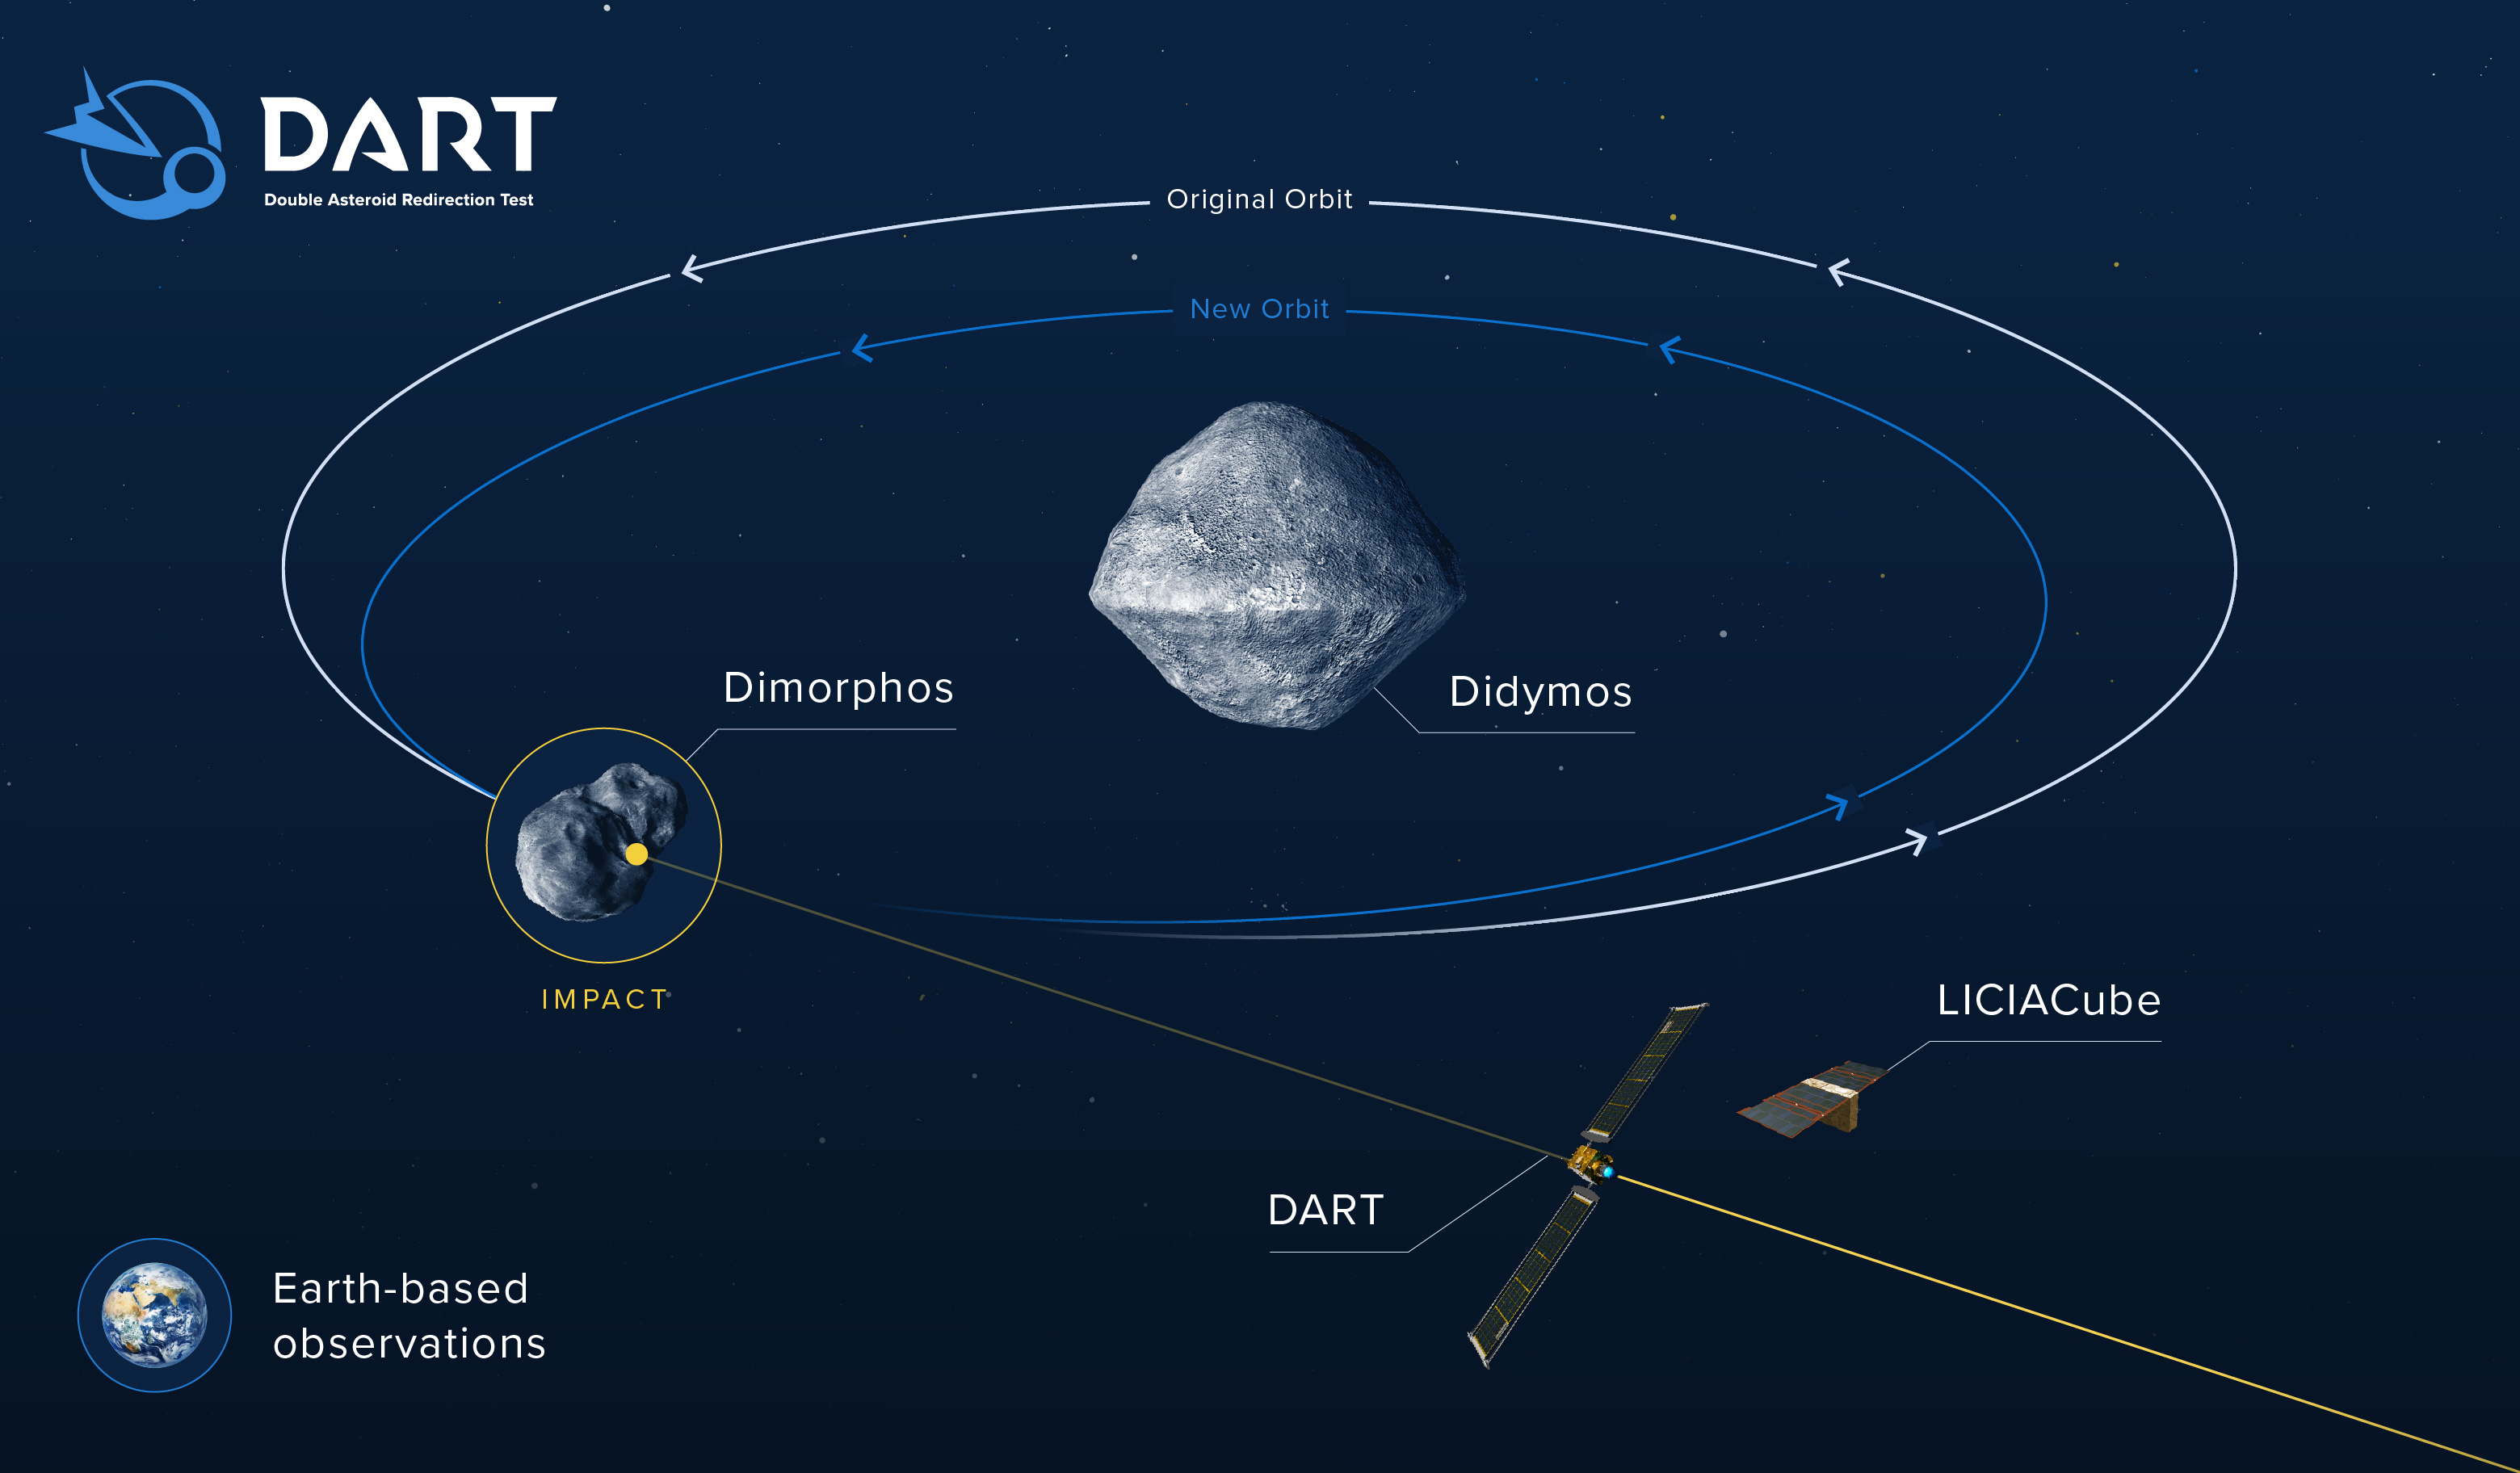 DART
Double Asteroid Redirection Test
Original Orbit
New Orbit
Dimorphos
Didymos
IMPACT
LICIACube
DART
Earth-based
observations